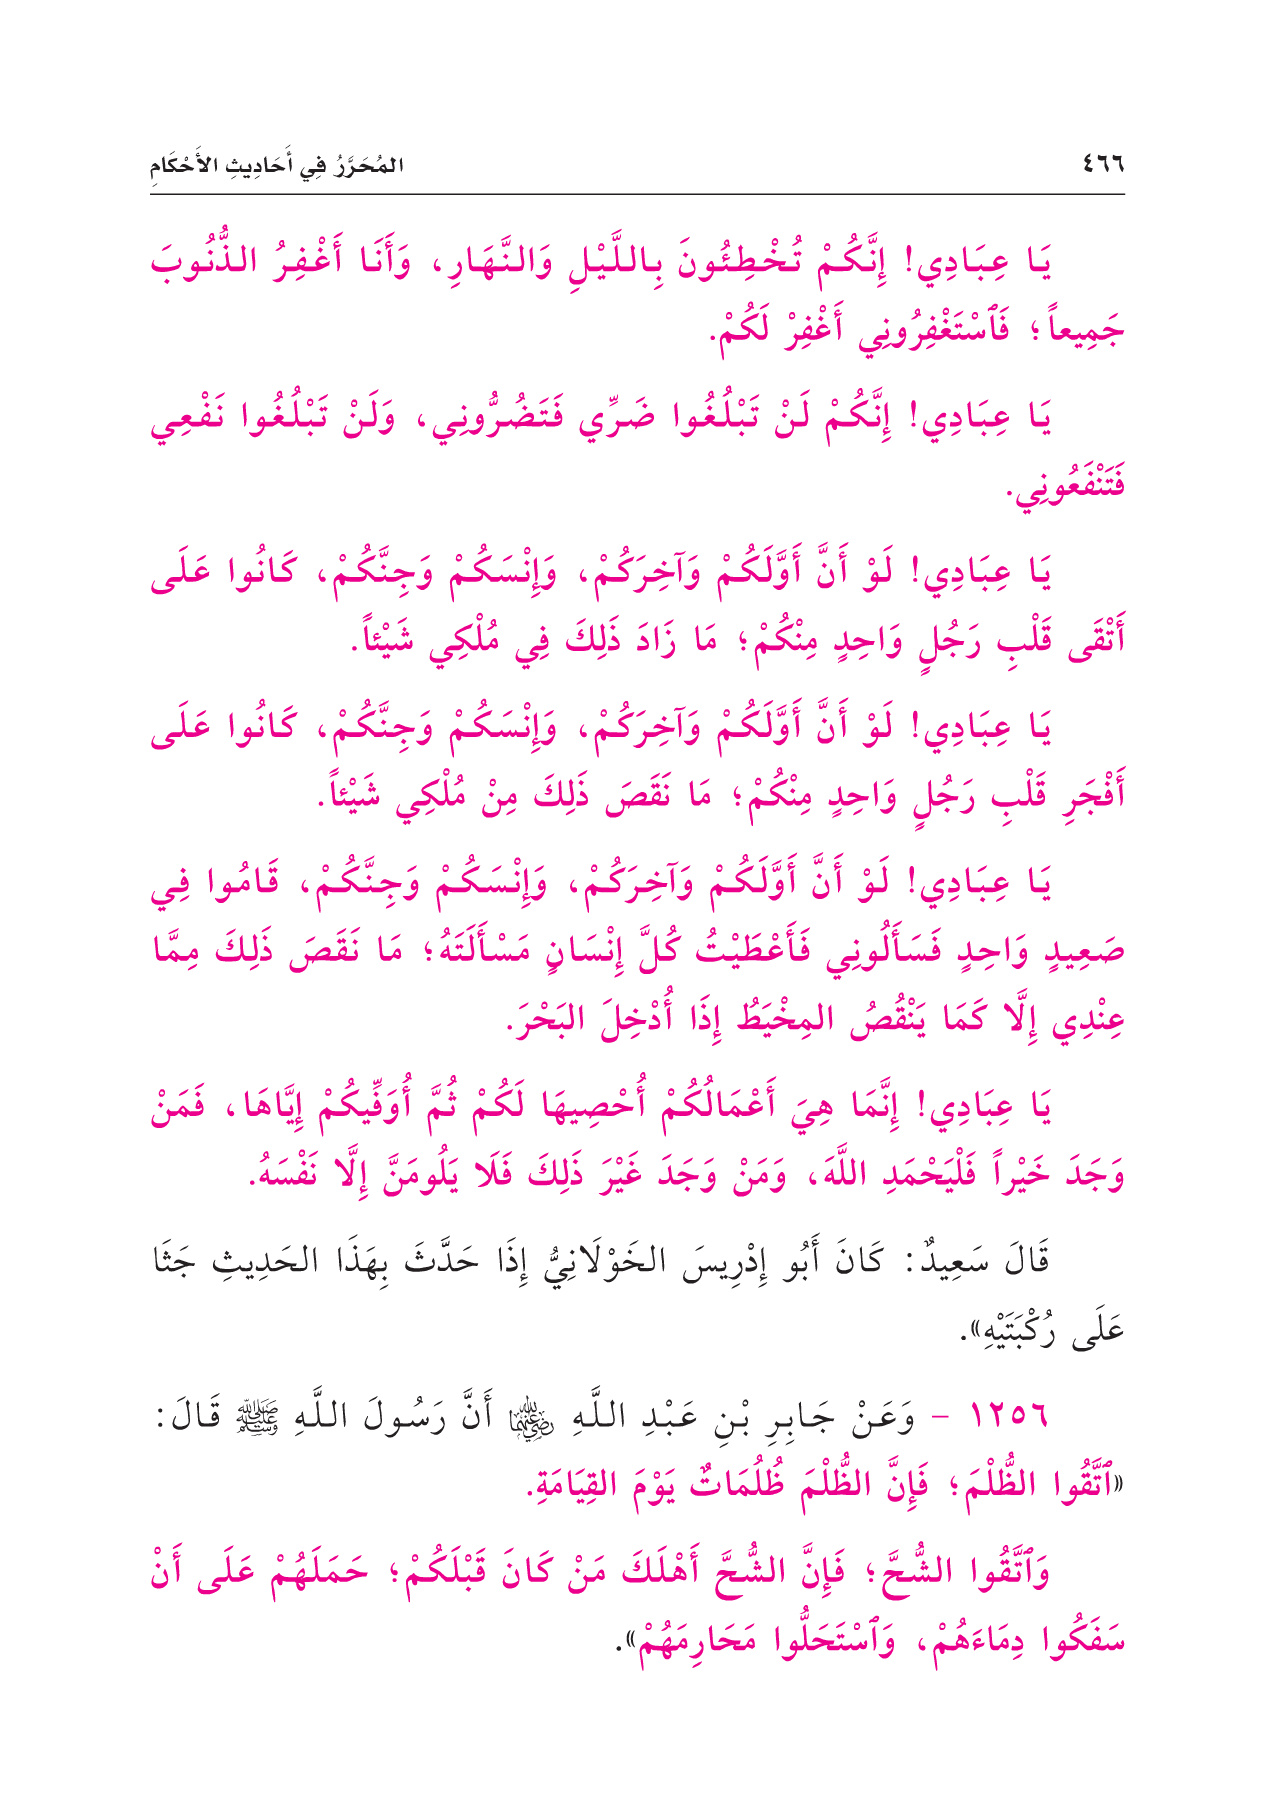 ٤٦٦
المُحَرَّرُ فِي أَحَادِيثِ الأَحْكَامِ
يَا عِبَادِي! إِنَّكُمْ تُخْطِئُونَ بِاللَّيْلِ وَالنَّهَارِ، وَأَنَا أَغْفِرُ الذُّنُوبَ
جَمِيعاً؛ فَٱسْتَغْفِرُونِي أَغْفِرْ لَكُمْ.
يَا عِبَادِي! إِنَّكُمْ لَنْ تَبْلُغُوا ضَرِّي فَتَضُرُّونِي، وَلَنْ تَبْلُغُوا نَفْعِي
فَتَنْفَعُونِي.
يَا عِبَادِي! لَوْ أَنَّ أَوَّلَكُمْ وَآخِرَكُمْ، وَإِنْسَكُمْ وَجِنَّكُمْ، كَانُوا عَلَى
أَتْقَى قَلْبِ رَجُلٍ وَاحِدٍ مِنْكُمْ؛ مَا زَادَ ذَلِكَ فِي مُلْكِي شَيْئاً.
يَا عِبَادِي! لَوْ أَنَّ أَوَّلَكُمْ وَآخِرَكُمْ، وَإِنْسَكُمْ وَجِنَّكُمْ، كَانُوا عَلَى
أَفْجَرِ قَلْبِ رَجُلٍ وَاحِدٍ مِنْكُمْ؛ مَا نَقَصَ ذَلِكَ مِنْ مُلْكِي شَيْئاً.
يَا عِبَادِي! لَوْ أَنَّ أَوَّلَكُمْ وَآخِرَكُمْ، وَإِنْسَكُمْ وَجِنَّكُمْ، قَامُوا فِي
صَعِيدٍ وَاحِدٍ فَسَأَلُونِي فَأَعْطَيْتُ كُلَّ إِنْسَانٍ مَسْأَلَتَهُ؛ مَا نَقَصَ ذَلِكَ مِمَّا
عِنْدِي إِلَّا كَمَا يَنْقُصُ المِخْيَطُ إِذَا أُدْخِلَ البَحْرَ.
يَا عِبَادِي! إِنَّمَا هِيَ أَعْمَالُكُمْ أُحْصِيهَا لَكُمْ ثُمَّ أُوَفِّيكُمْ إِيَّاهَا، فَمَنْ
وَجَدَ خَيْراً فَلْيَحْمَدِ اللَّهَ، وَمَنْ وَجَدَ غَيْرَ ذَلِكَ فَلَا يَلُومَنَّ إِلَّا نَفْسَهُ.
قَالَ سَعِيدٌ: كَانَ أَبُو إِدْرِيسَ الخَوْلَانِيُّ إِذَا حَدَّثَ بِهَذَا الحَدِيثِ جَثَا
عَلَى رُكْبَتَيْهِ».
١٢٥٦ - وَعَنْ جَابِرِ بْنِ عَبْدِ اللَّهِ رضي الله عنهما أَنَّ رَسُولَ اللَّهِ ﷺ قَالَ:
«ٱتَّقُوا الظُّلْمَ؛ فَإِنَّ الظُّلْمَ ظُلُمَاتٌ يَوْمَ القِيَامَةِ.
وَٱتَّقُوا الشُّحَّ؛ فَإِنَّ الشُّحَّ أَهْلَكَ مَنْ كَانَ قَبْلَكُمْ؛ حَمَلَهُمْ عَلَى أَنْ
سَفَكُوا دِمَاءَهُمْ، وَٱسْتَحَلُّوا مَحَارِمَهُمْ».